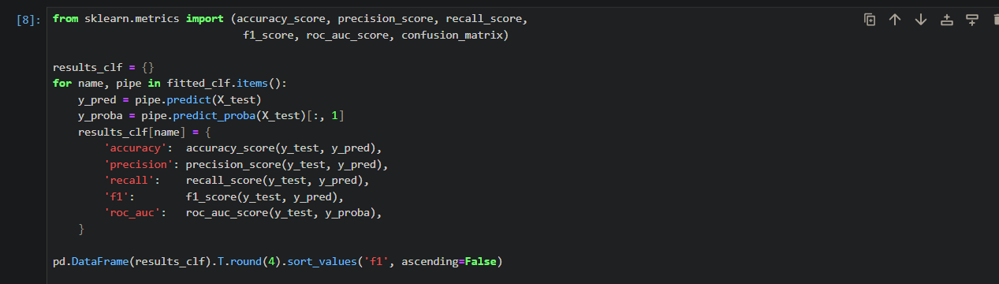 [8]: from sklearn.metrics import (accuracy_score, precision_score, recall_score,
                             f1_score, roc_auc_score, confusion_matrix)

results_clf = {}
for name, pipe in fitted_clf.items():
    y_pred = pipe.predict(X_test)
    y_proba = pipe.predict_proba(X_test)[:, 1]
    results_clf[name] = {
        'accuracy':  accuracy_score(y_test, y_pred),
        'precision': precision_score(y_test, y_pred),
        'recall':    recall_score(y_test, y_pred),
        'f1':        f1_score(y_test, y_pred),
        'roc_auc':   roc_auc_score(y_test, y_proba),
    }

pd.DataFrame(results_clf).T.round(4).sort_values('f1', ascending=False)